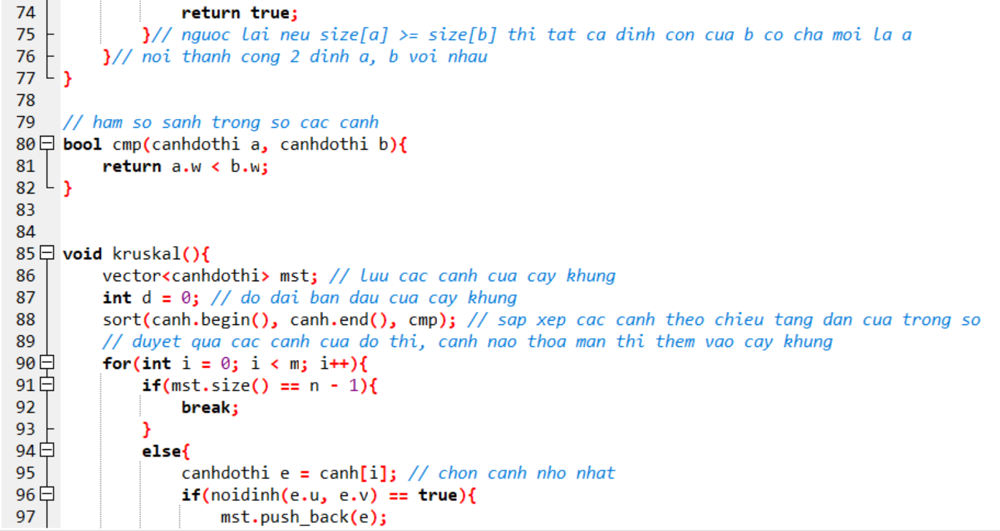 74 return true;
75 }// nguoc lai neu size[a] >= size[b] thi tat ca dinh con cua b co cha moi la a
76 }// noi thanh cong 2 dinh a, b voi nhau
77 }
78
79 // ham so sanh trong so cac canh
80 bool cmp(canhdothi a, canhdothi b){
81 return a.w < b.w;
82 }
83
84
85 void kruskal(){
86 vector<canhdothi> mst; // luu cac canh cua cay khung
87 int d = 0; // do dai ban dau cua cay khung
88 sort(canh.begin(), canh.end(), cmp); // sap xep cac canh theo chieu tang dan cua trong so
89 // duyet qua cac canh cua do thi, canh nao thoa man thi them vao cay khung
90 for(int i = 0; i < m; i++){
91 if(mst.size() == n - 1){
92 break;
93 }
94 else{
95 canhdothi e = canh[i]; // chon canh nho nhat
96 if(noidinh(e.u, e.v) == true){
97 mst.push_back(e);